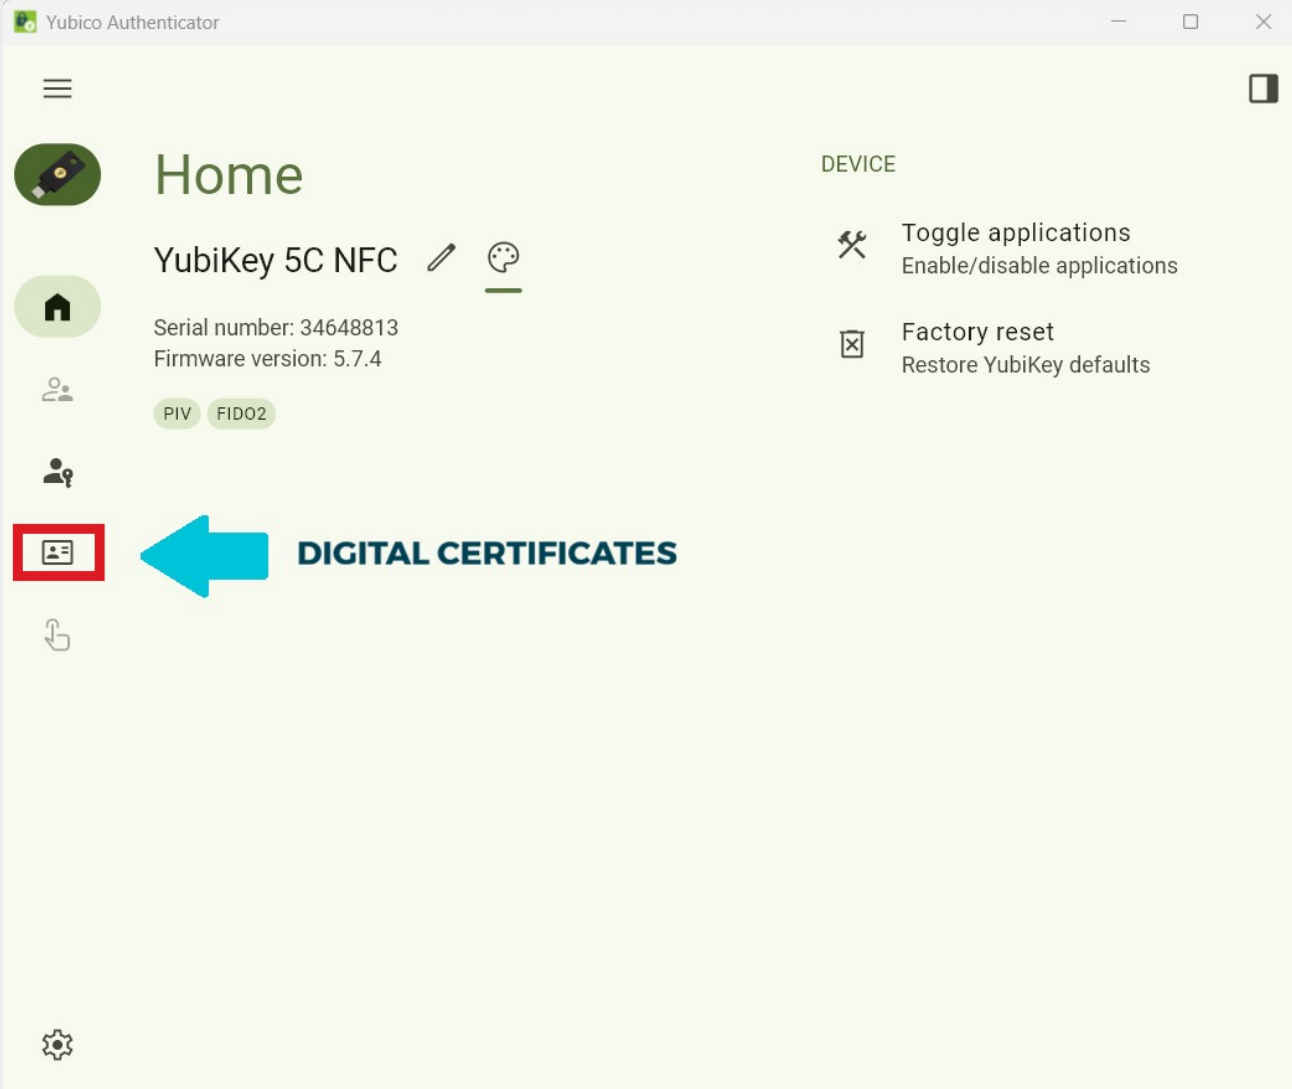 Yubico Authenticator
Home
YubiKey 5C NFC
Serial number: 34648813
Firmware version: 5.7.4
PIV FIDO2
DIGITAL CERTIFICATES
DEVICE
Toggle applications
Enable/disable applications
Factory reset
Restore YubiKey defaults